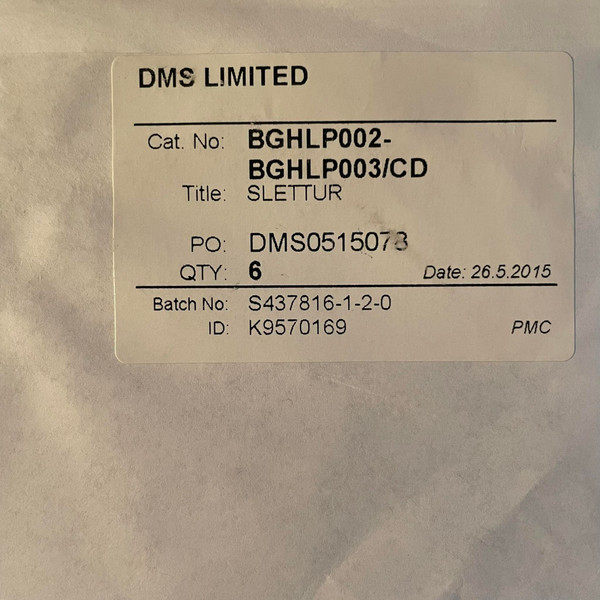 DMS LIMITED
Cat. No: BGHLP002-
BGHLP003/CD
Title: SLETTUR
PO: DMS0515078
QTY: 6 Date: 26.5.2015
Batch No: S437816-1-2-0
ID: K9570169 PMC